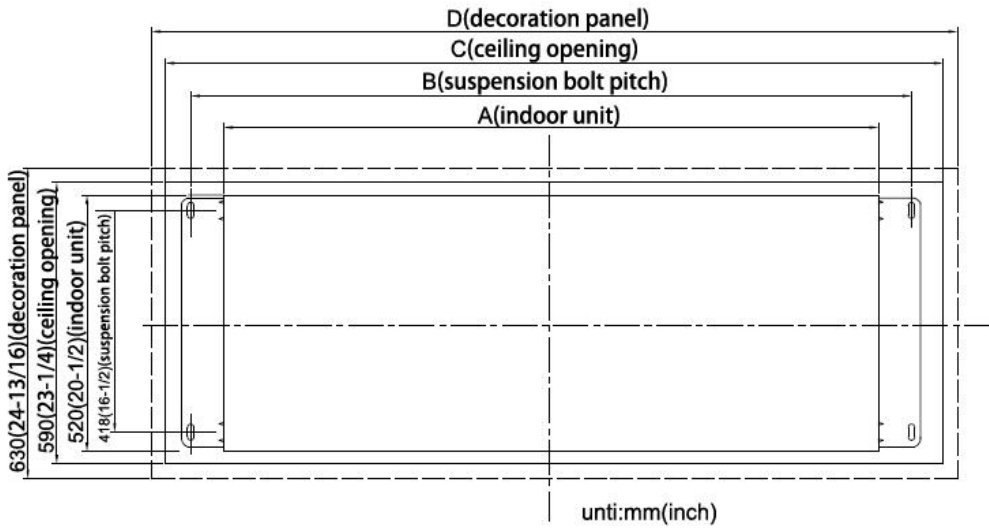 D(decoration panel)
C(ceiling opening)
B(suspension bolt pitch)
A(indoor unit)
630(24-13/16)(decoration panel)
590(23-1/4)(ceiling opening)
520(20-1/2)(indoor unit)
418(16-1/2)(suspension bolt pitch)
unti:mm(inch)